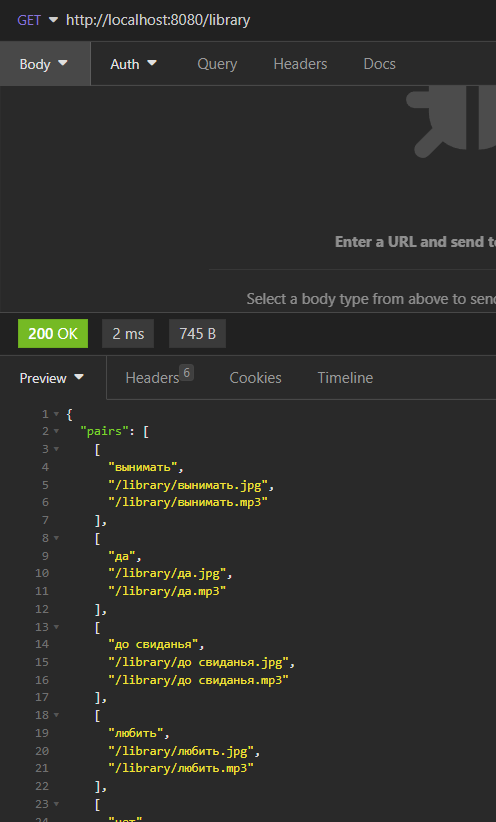 GET http://localhost:8080/library
Body Auth Query Headers Docs
Enter a URL and send to
Select a body type from above to send
200 OK 2 ms 745 B
Preview Headers 6 Cookies Timeline
1 {
2 "pairs": [
3 [
4 "вынимать",
5 "/library/вынимать.jpg",
6 "/library/вынимать.mp3"
7 ],
8 [
9 "да",
10 "/library/да.jpg",
11 "/library/да.mp3"
12 ],
13 [
14 "до свиданья",
15 "/library/до свиданья.jpg",
16 "/library/до свиданья.mp3"
17 ],
18 [
19 "любить",
20 "/library/любить.jpg",
21 "/library/любить.mp3"
22 ],
23 [
24 "нет"